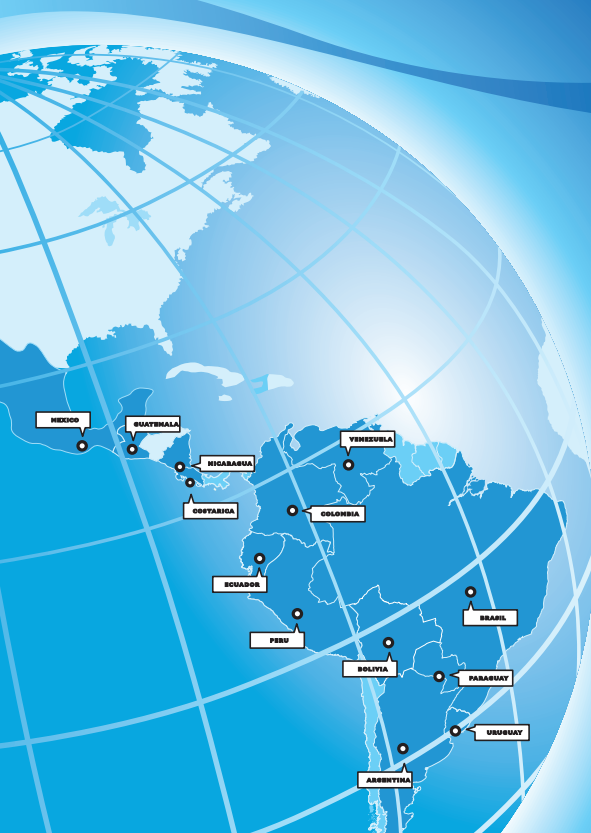 MEXICO
GUATEMALA
NICARAGUA
COSTARICA
VENEZUELA
COLOMBIA
ECUADOR
PERU
BRASIL
BOLIVIA
PARAGUAY
URUGUAY
ARGENTINA